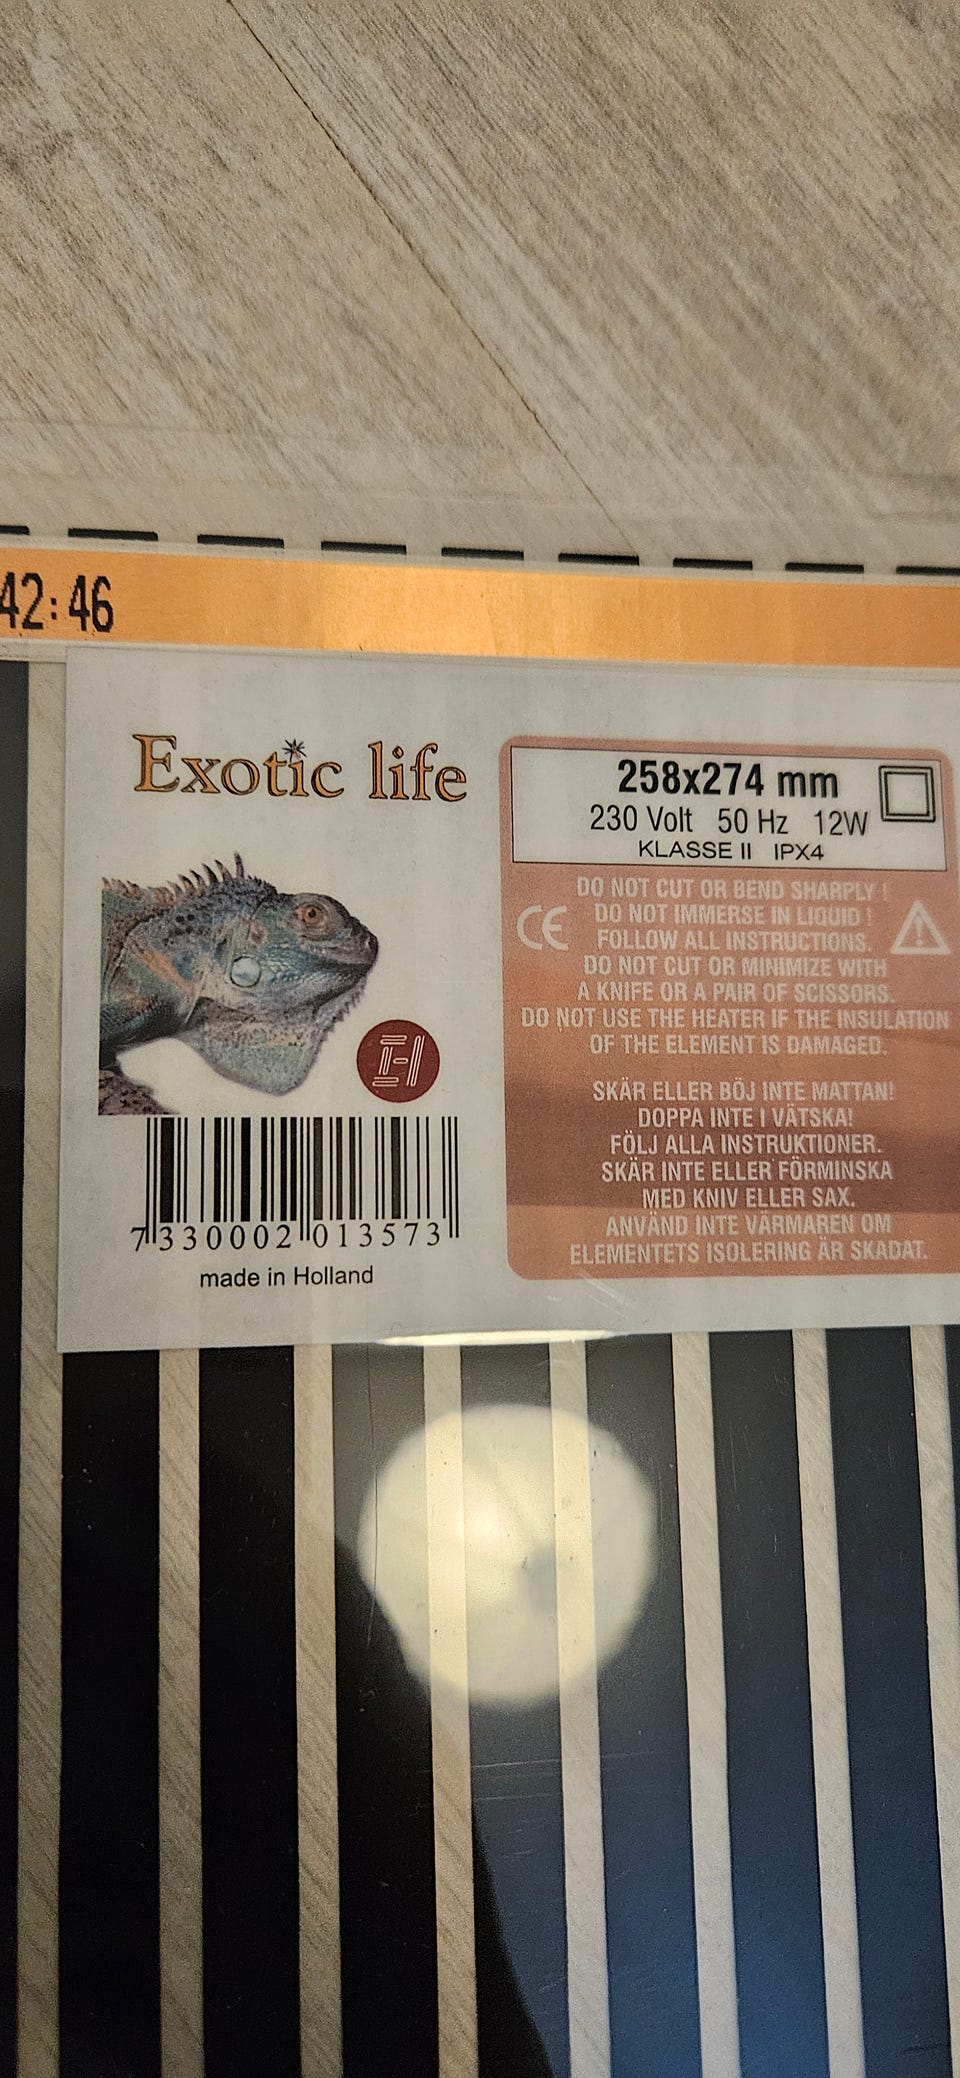 42:46
Exotic life
258x274 mm
230 Volt 50 Hz 12W
KLASSE II IPX4
DO NOT CUT OR BEND SHARPLY !
DO NOT IMMERSE IN LIQUID !
FOLLOW ALL INSTRUCTIONS.
DO NOT CUT OR MINIMIZE WITH
A KNIFE OR A PAIR OF SCISSORS.
DO NOT USE THE HEATER IF THE INSULATION
OF THE ELEMENT IS DAMAGED.
CE
SKÄR ELLER BÖJ INTE MATTAN!
DOPPA INTE I VÄTSKA!
FÖLJ ALLA INSTRUKTIONER.
SKÄR INTE ELLER FÖRMINSKA
MED KNIV ELLER SAX.
ANVÄND INTE VÄRMAREN OM
ELEMENTETS ISOLERING ÄR SKADAT.
7 330002 013573
made in Holland